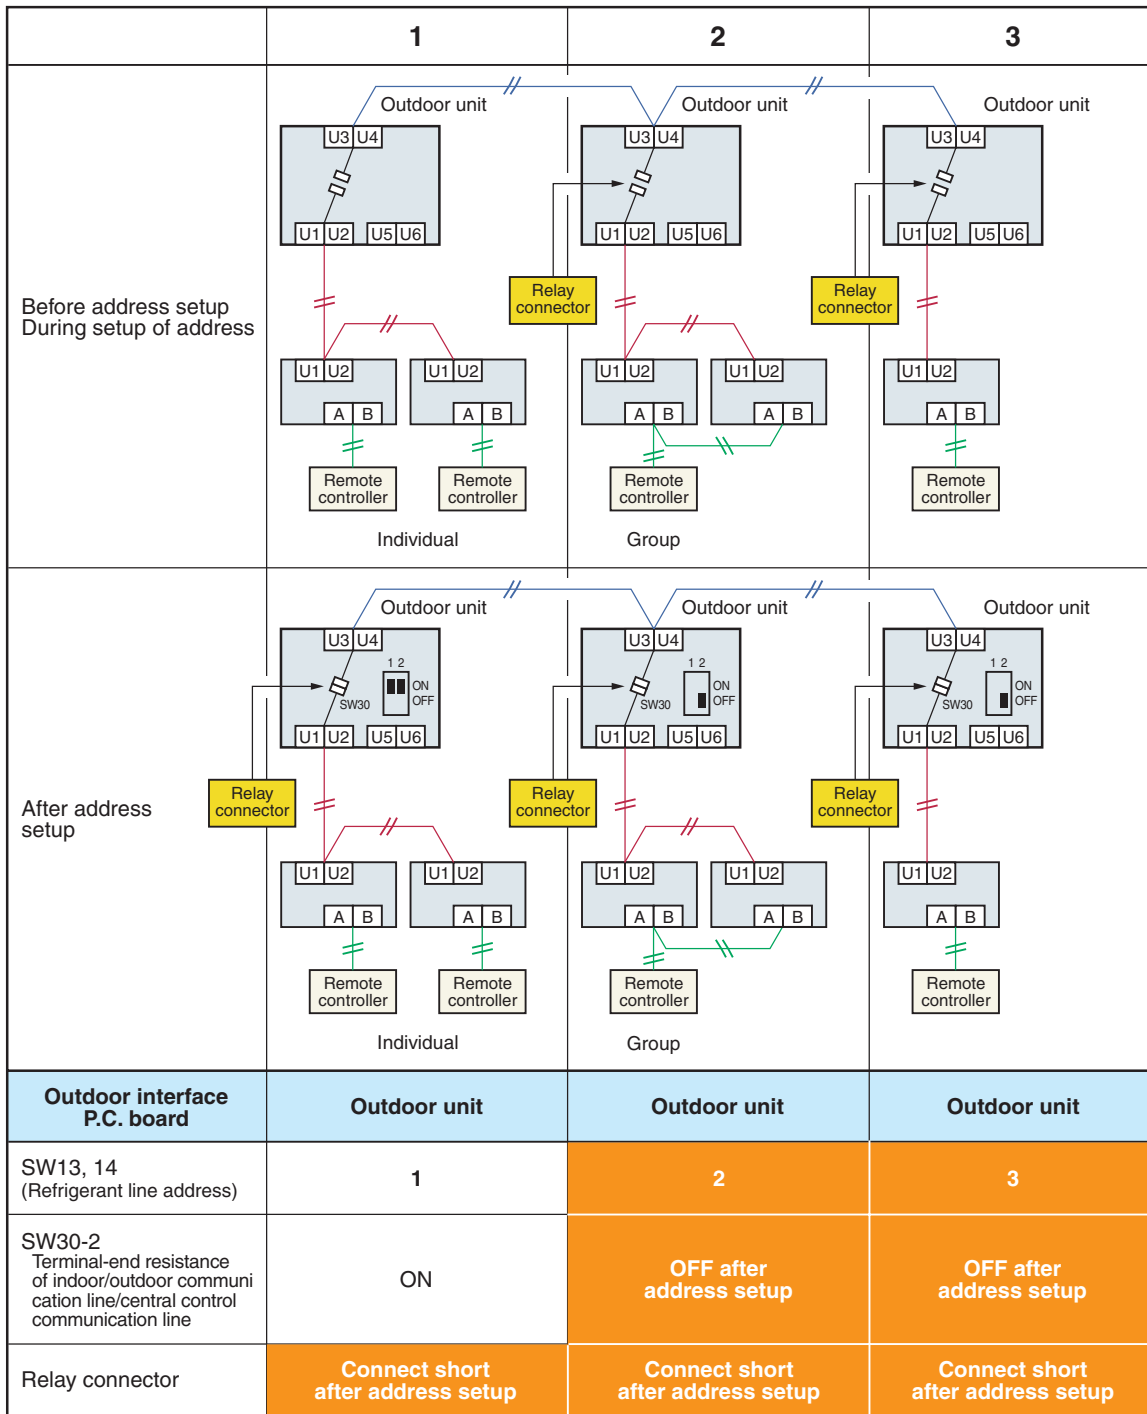 1 2 3
Before address setup
During setup of address
Outdoor unit Outdoor unit Outdoor unit
U3 U4 U3 U4 U3 U4
U1 U2 U5 U6 U1 U2 U5 U6 U1 U2 U5 U6
Relay
connector
Relay
connector
U1 U2 U1 U2 U1 U2 U1 U2 U1 U2
A B A B A B A B A B
Remote
controller
Remote
controller
Remote
controller
Remote
controller
Individual Group
After address
setup
Outdoor unit Outdoor unit Outdoor unit
U3 U4 U3 U4 U3 U4
1 2 1 2 1 2
ON ON ON
OFF OFF OFF
SW30 SW30 SW30
U1 U2 U5 U6 U1 U2 U5 U6 U1 U2 U5 U6
Relay
connector
Relay
connector
Relay
connector
U1 U2 U1 U2 U1 U2 U1 U2 U1 U2
A B A B A B A B A B
Remote
controller
Remote
controller
Remote
controller
Remote
controller
Individual Group
Outdoor interface
P.C. board
Outdoor unit Outdoor unit Outdoor unit
SW13, 14
(Refrigerant line address)
1 2 3
SW30-2
Terminal-end resistance
of indoor/outdoor communi
cation line/central control
communication line
ON
OFF after
address setup
OFF after
address setup
Relay connector
Connect short
after address setup
Connect short
after address setup
Connect short
after address setup